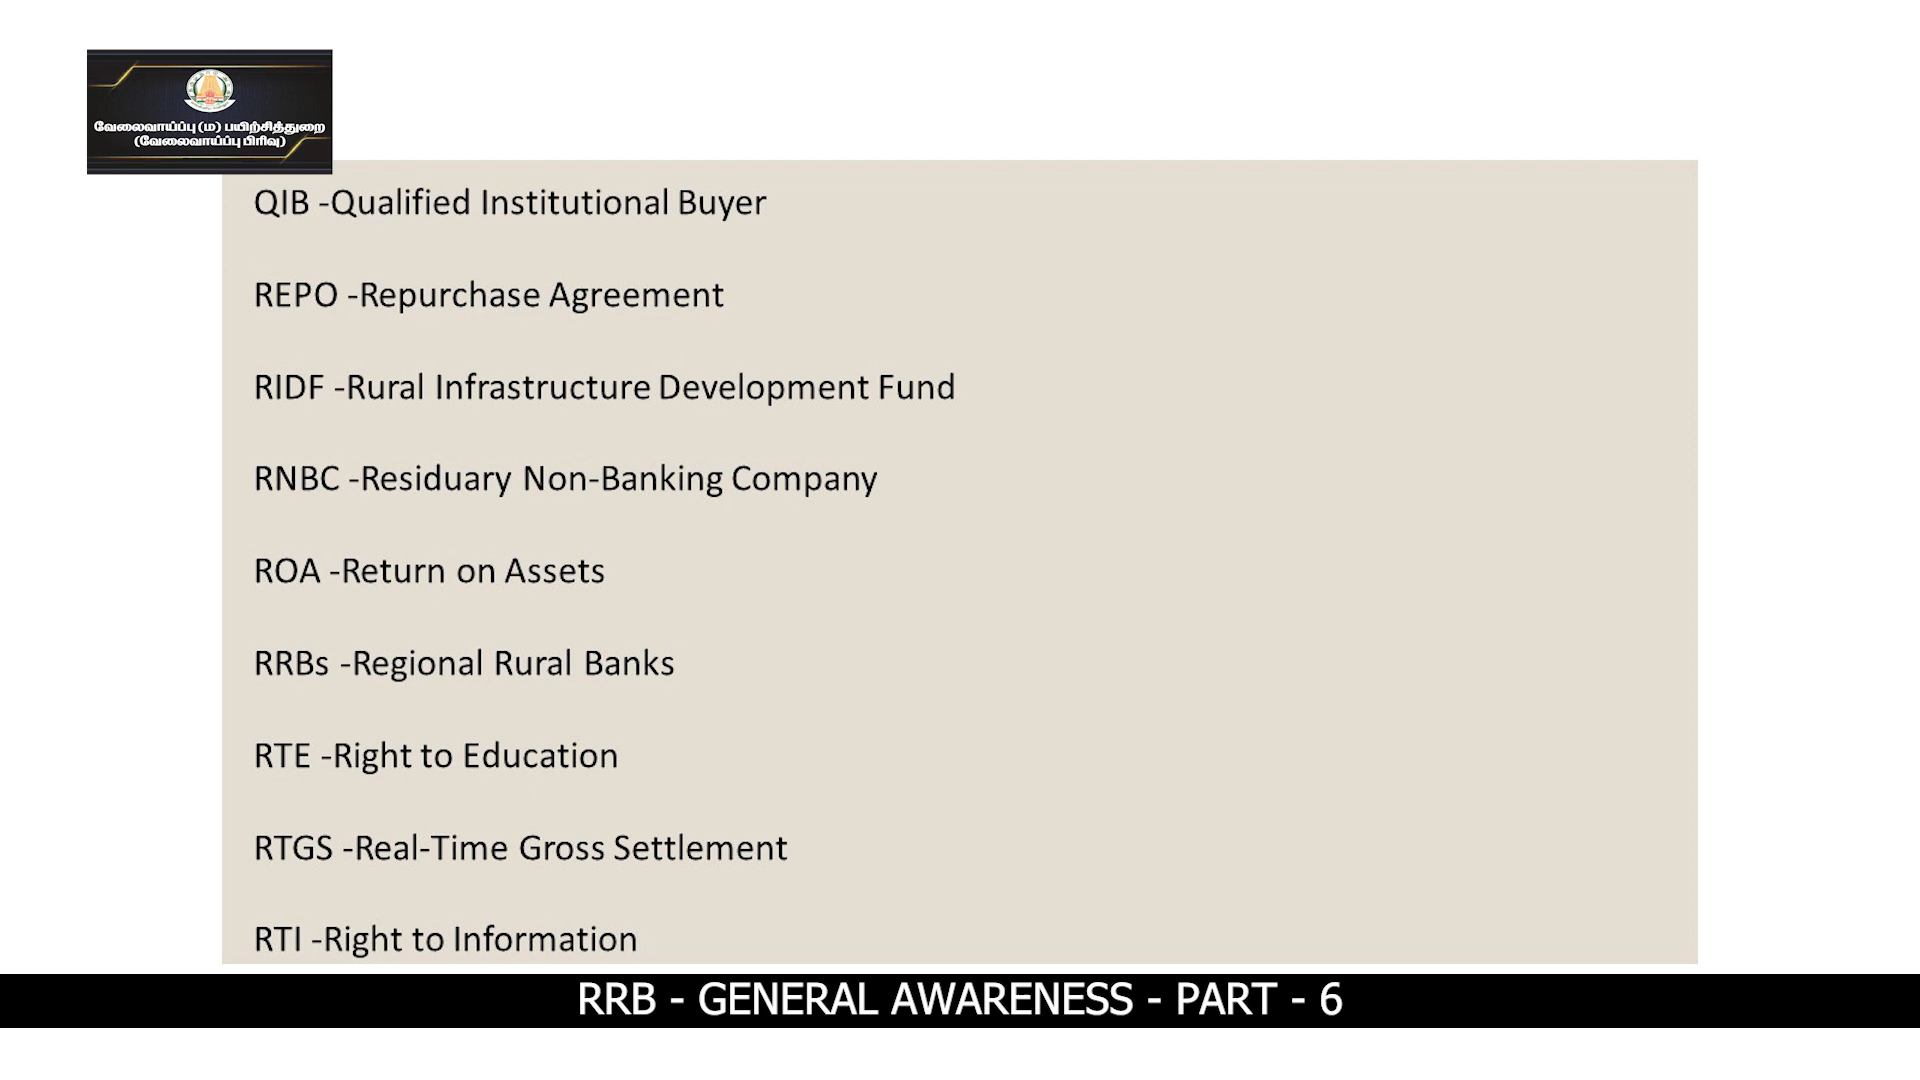 வேலைவாய்ப்பு (ம) பயிற்சித்துறை
(வேலைவாய்ப்பு பிரிவு)
QIB -Qualified Institutional Buyer
REPO -Repurchase Agreement
RIDF -Rural Infrastructure Development Fund
RNBC -Residuary Non-Banking Company
ROA -Return on Assets
RRBs -Regional Rural Banks
RTE -Right to Education
RTGS -Real-Time Gross Settlement
RTI -Right to Information
RRB - GENERAL AWARENESS - PART - 6